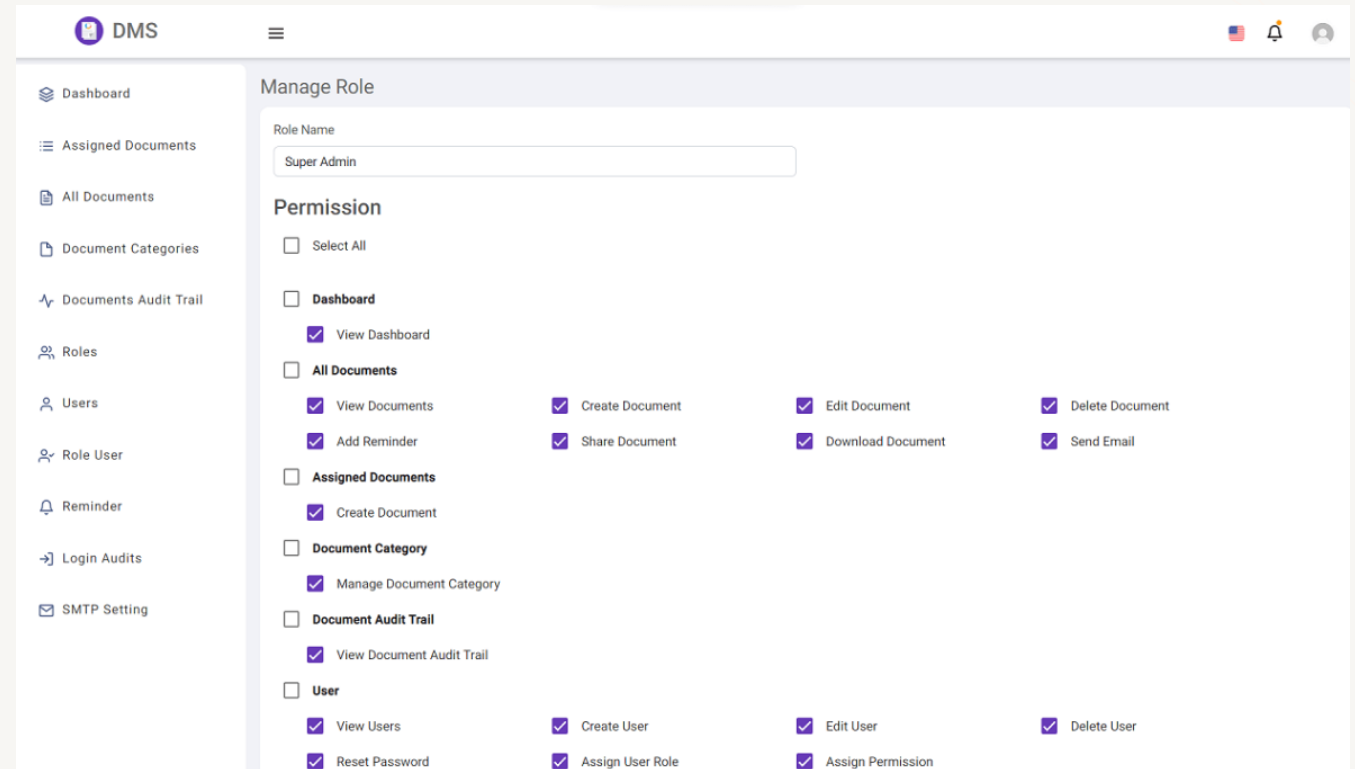 DMS
Dashboard
Assigned Documents
All Documents
Document Categories
Documents Audit Trail
Roles
Users
Role User
Reminder
Login Audits
SMTP Setting
Manage Role
Role Name
Super Admin
Permission
Select All
Dashboard
View Dashboard
All Documents
View Documents Create Document Edit Document Delete Document
Add Reminder Share Document Download Document Send Email
Assigned Documents
Create Document
Document Category
Manage Document Category
Document Audit Trail
View Document Audit Trail
User
View Users Create User Edit User Delete User
Reset Password Assign User Role Assign Permission